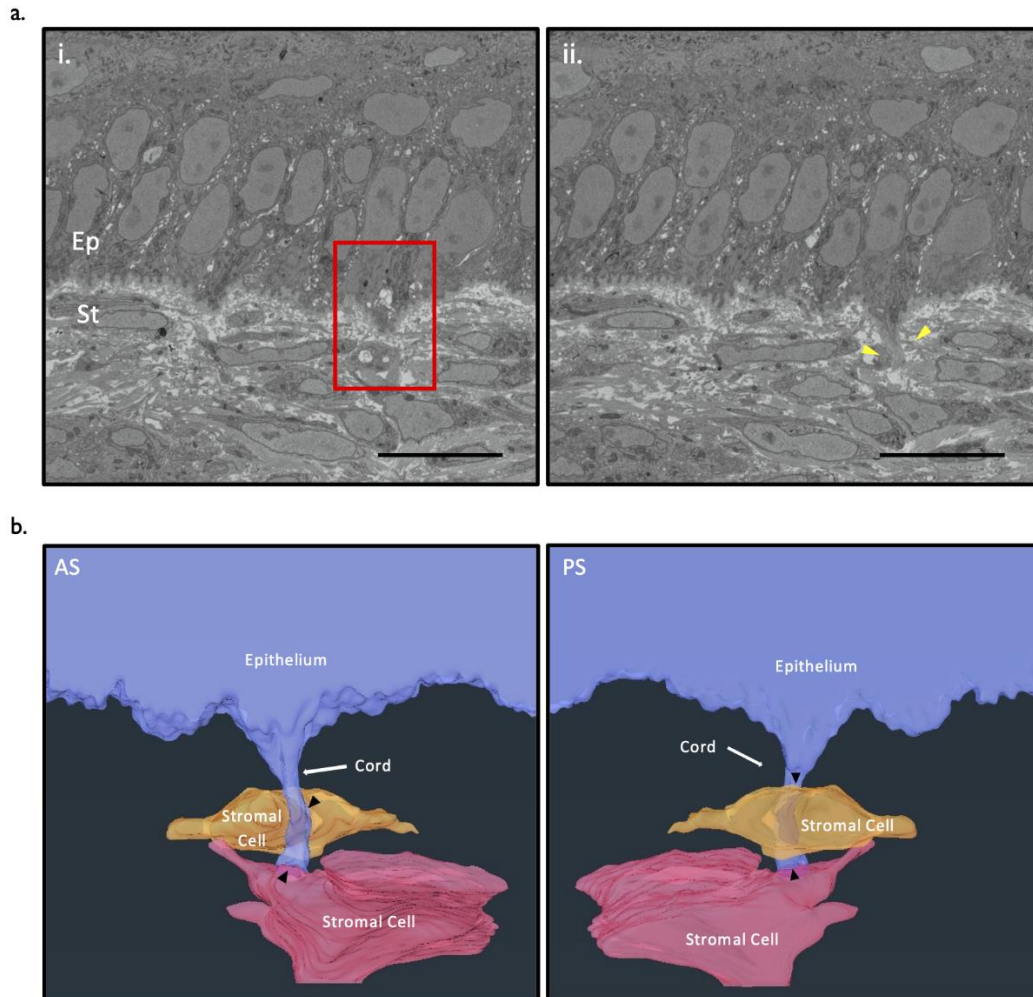 a.
i.
ii.
Ep
St
b.
AS
Epithelium
Cord
Stromal
Cell
Stromal Cell
PS
Epithelium
Cord
Stromal Cell
Stromal Cell